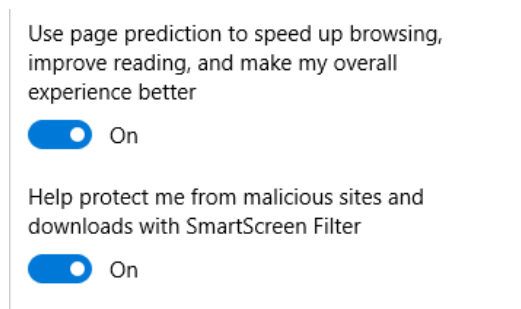 Use page prediction to speed up browsing,
improve reading, and make my overall
experience better
On
Help protect me from malicious sites and
downloads with SmartScreen Filter
On